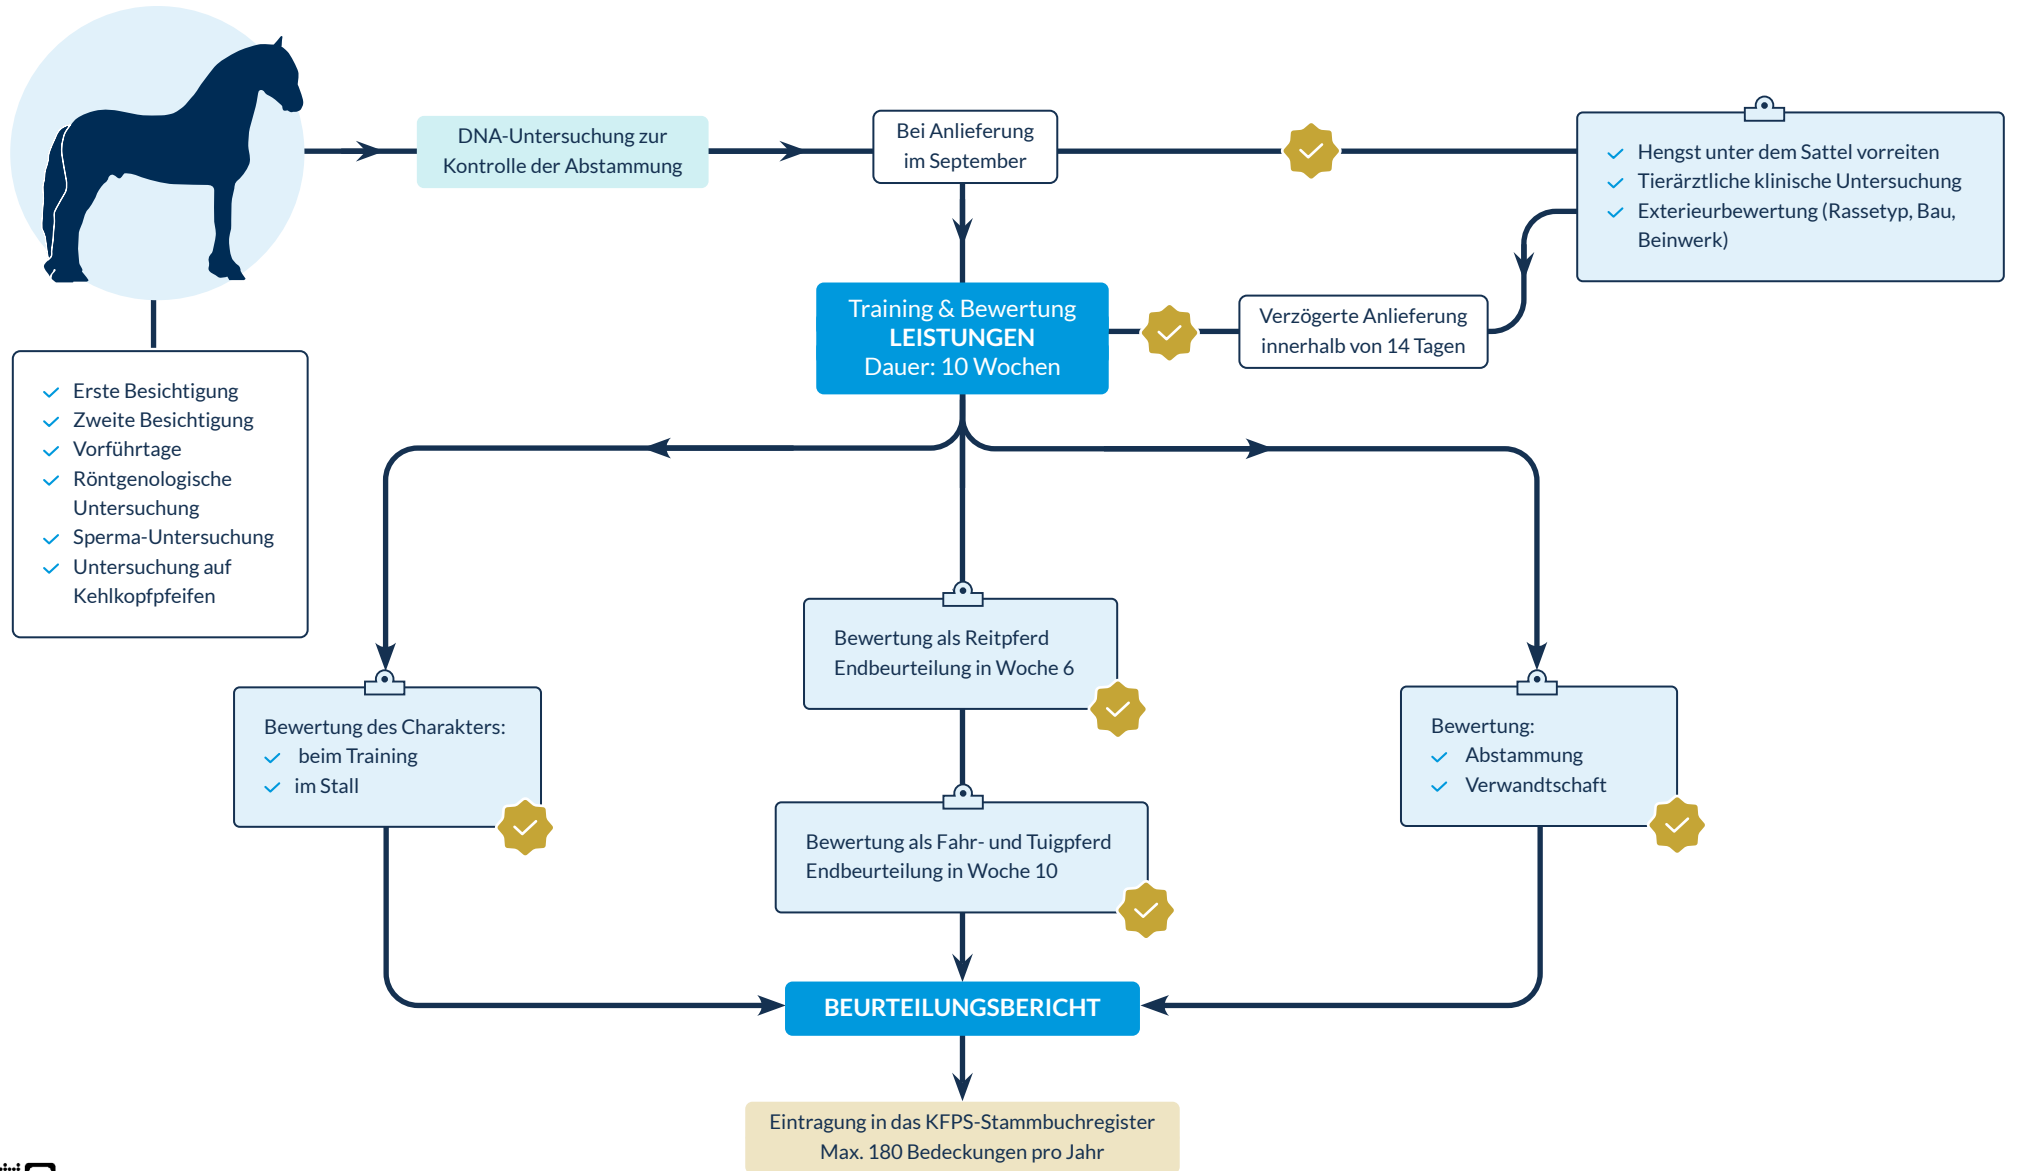 DNA-Untersuchung zur
Kontrolle der Abstammung
Bei Anlieferung
im September
Hengst unter dem Sattel vorreiten
Tierärztliche klinische Untersuchung
Exterieurbewertung (Rassetyp, Bau,
Beinwerk)
Training & Bewertung
LEISTUNGEN
Dauer: 10 Wochen
Verzögerte Anlieferung
innerhalb von 14 Tagen
Erste Besichtigung
Zweite Besichtigung
Vorführtage
Röntgenologische
Untersuchung
Sperma-Untersuchung
Untersuchung auf
Kehlkopfpfeifen
Bewertung des Charakters:
beim Training
im Stall
Bewertung als Reitpferd
Endbeurteilung in Woche 6
Bewertung als Fahr- und Tuigpferd
Endbeurteilung in Woche 10
Bewertung:
Abstammung
Verwandtschaft
BEURTEILUNGSBERICHT
Eintragung in das KFPS-Stammbuchregister
Max. 180 Bedeckungen pro Jahr